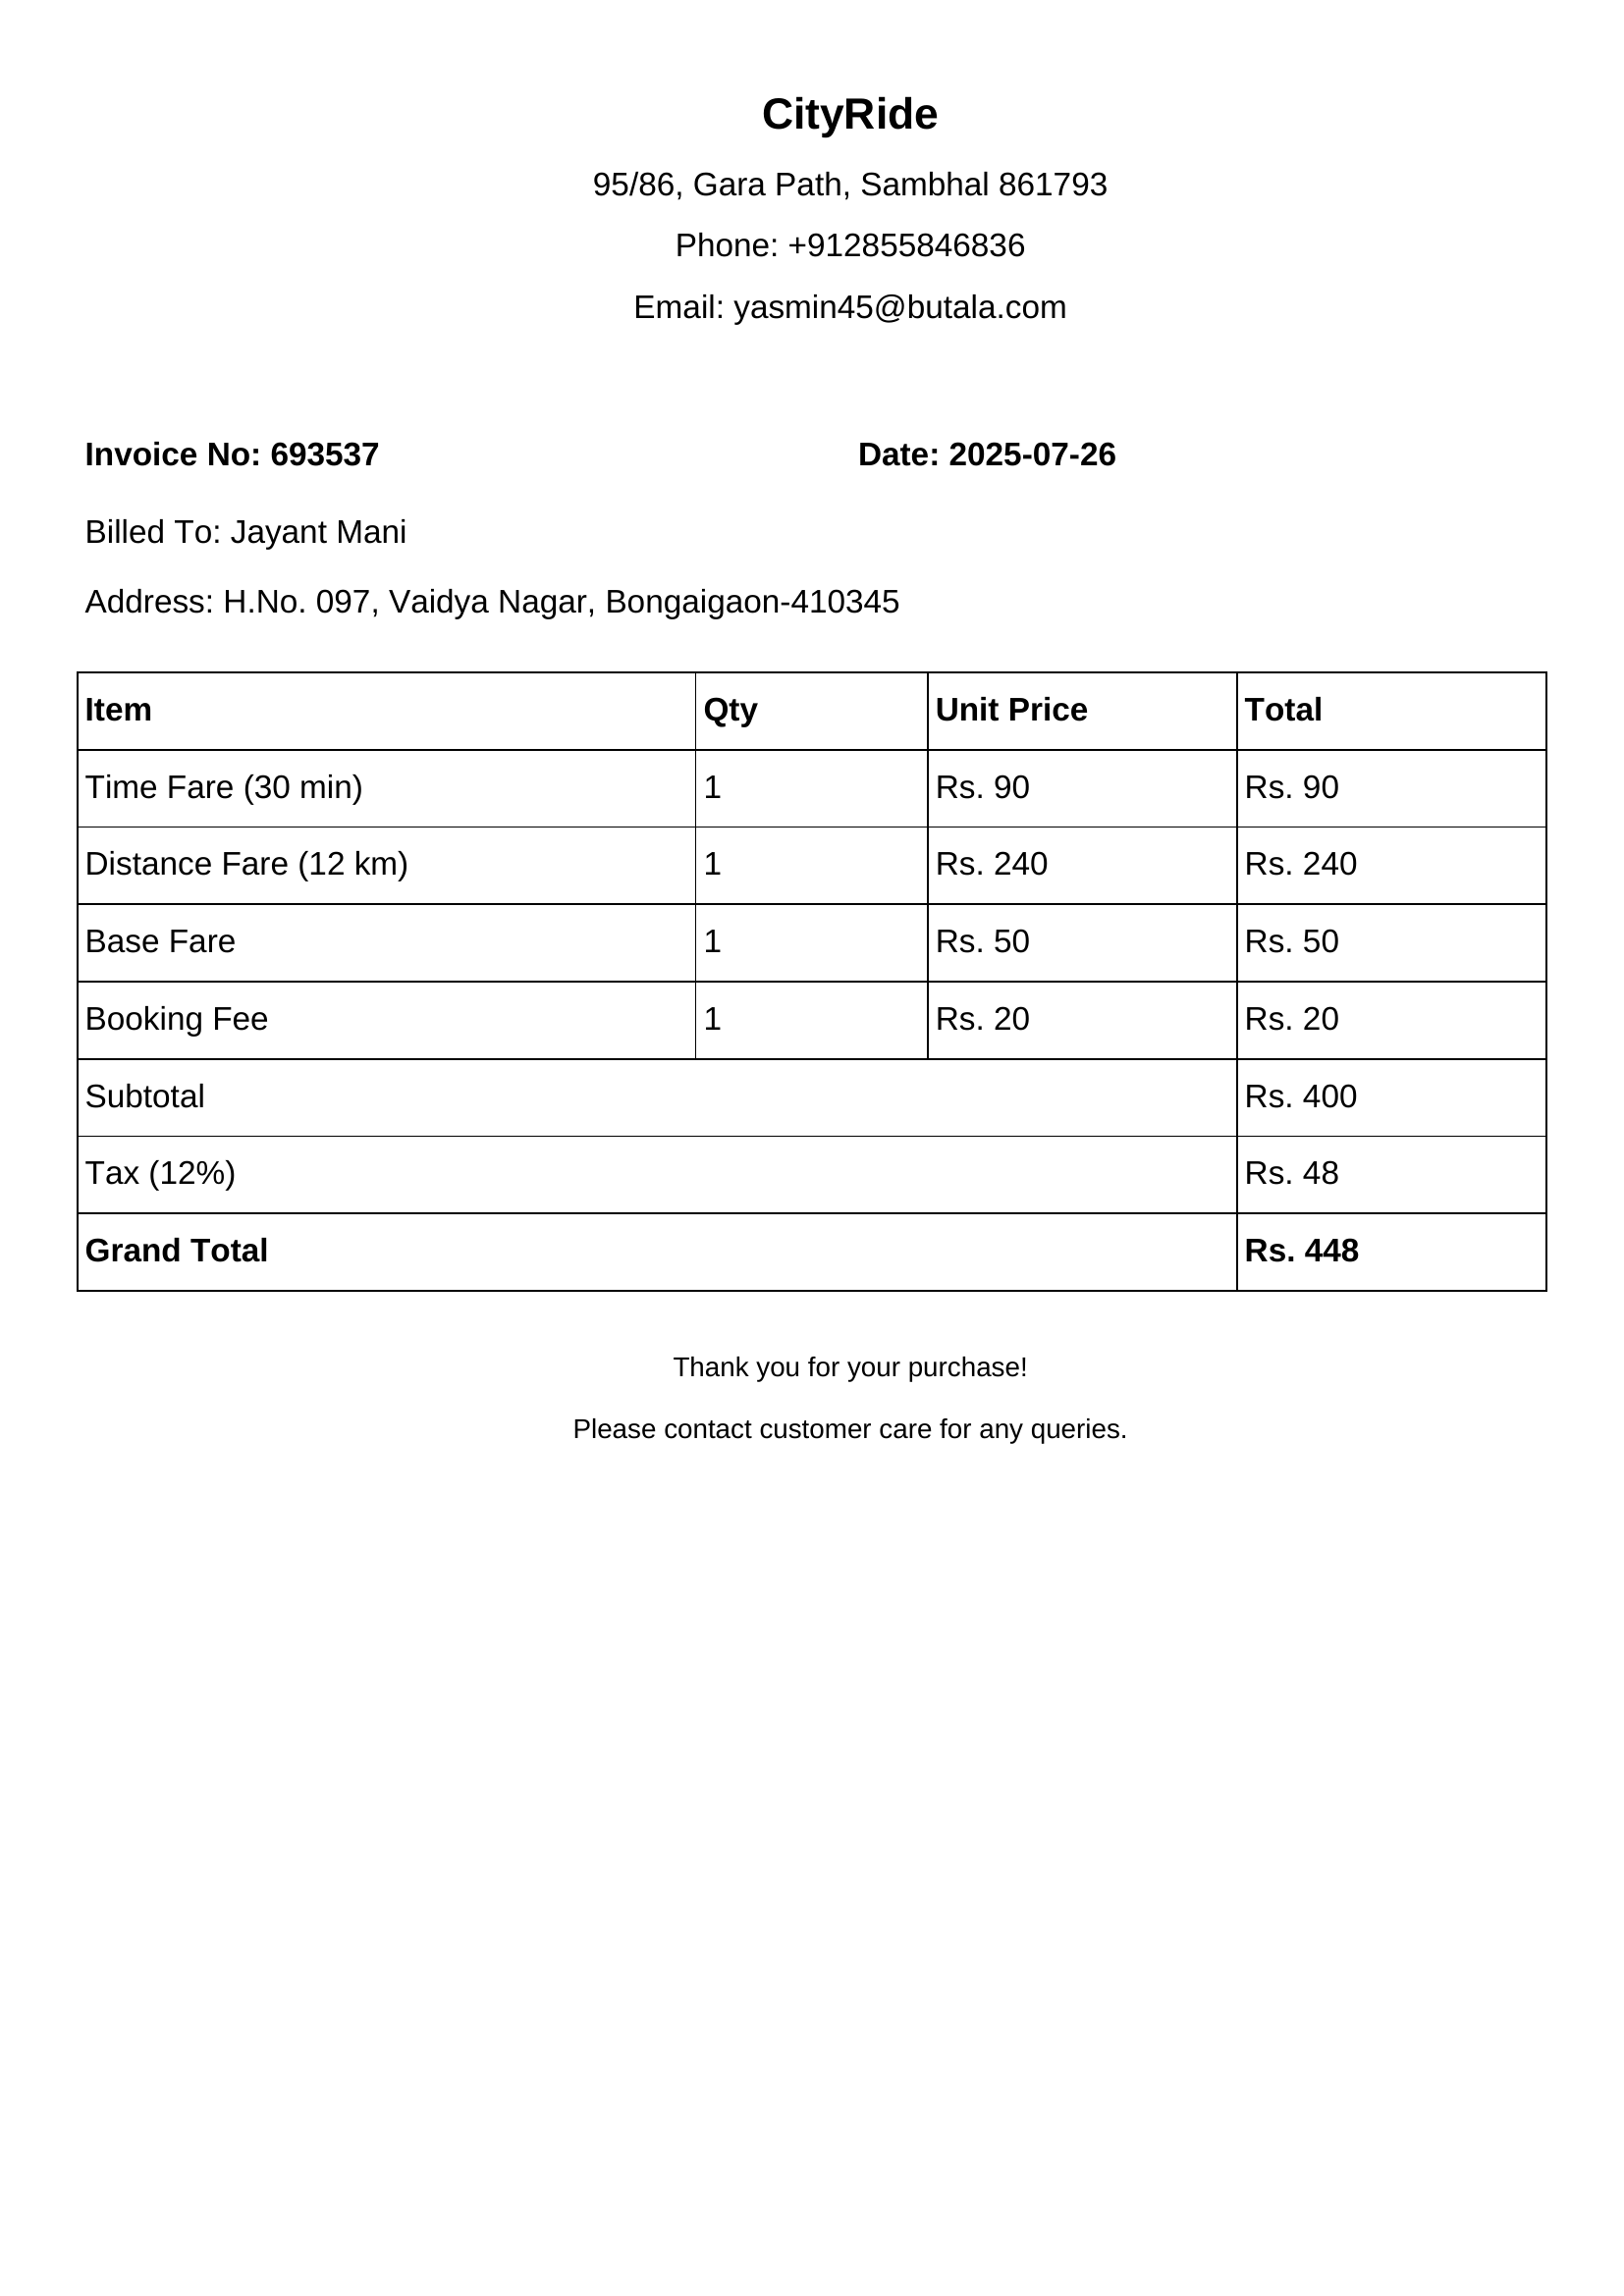 CityRide
95/86, Gara Path, Sambhal 861793
Phone: +912855846836
Email: yasmin45@butala.com
Invoice No: 693537 Date: 2025-07-26
Billed To: Jayant Mani
Address: H.No. 097, Vaidya Nagar, Bongaigaon-410345
Item Qty Unit Price Total
Time Fare (30 min) 1 Rs. 90 Rs. 90
Distance Fare (12 km) 1 Rs. 240 Rs. 240
Base Fare 1 Rs. 50 Rs. 50
Booking Fee 1 Rs. 20 Rs. 20
Subtotal Rs. 400
Tax (12%) Rs. 48
Grand Total Rs. 448
Thank you for your purchase!
Please contact customer care for any queries.